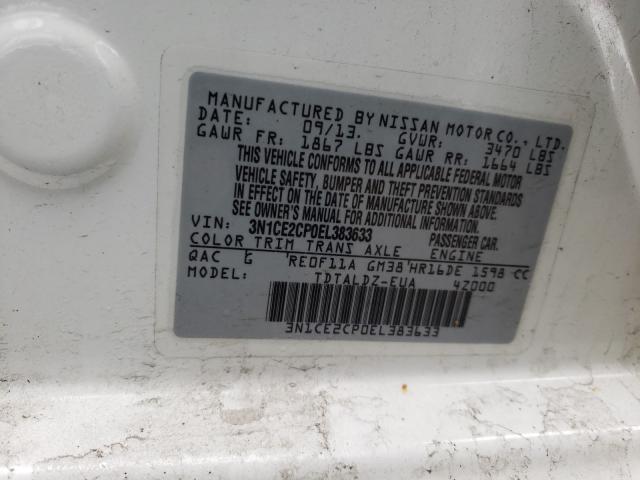 MANUFACTURED BY NISSAN MOTOR CO., LTD.
DATE: 09/13. GVWR: 3470 LBS
GAWR FR: 1867 LBS GAWR RR: 1664 LBS
THIS VEHICLE CONFORMS TO ALL APPLICABLE FEDERAL MOTOR
VEHICLE SAFETY, BUMPER AND THEFT PREVENTION STANDARDS
IN EFFECT ON THE DATE OF MANUFACTURE SHOWN ABOVE.
SEE OWNER'S MANUAL FOR ADDITIONAL INFORMATION.
VIN: 3N1CE2CP0EL383633 PASSENGER CAR.
COLOR TRIM TRANS AXLE ENGINE
QAC G RE0F11A GM38 HR16DE 1598 CC
MODEL: TDTALDZ-EUA 4Z000
3N1CE2CP0EL383633